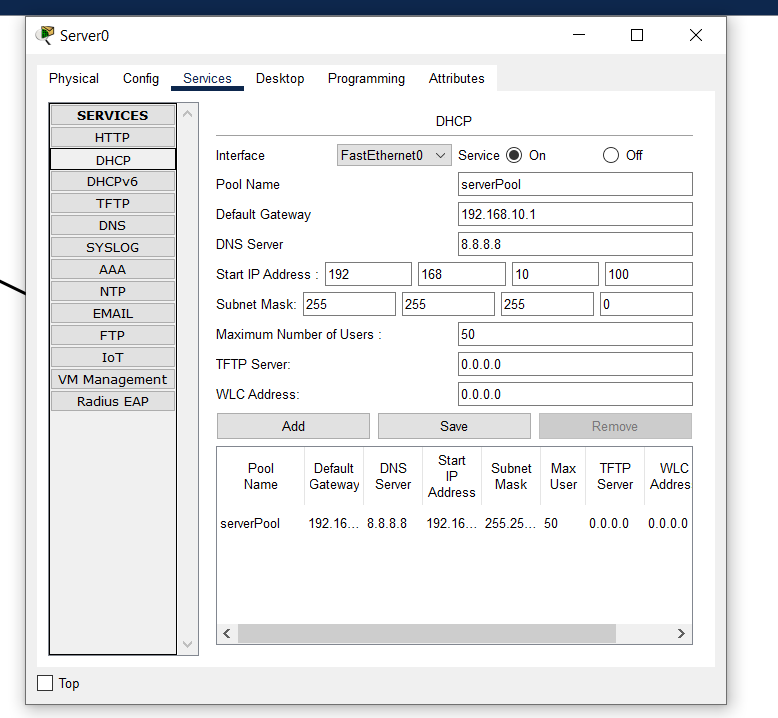 Server0
Physical Config Services Desktop Programming Attributes
SERVICES
HTTP
DHCP
DHCPv6
TFTP
DNS
SYSLOG
AAA
NTP
EMAIL
FTP
IoT
VM Management
Radius EAP
DHCP
Interface FastEthernet0 Service On Off
Pool Name serverPool
Default Gateway 192.168.10.1
DNS Server 8.8.8.8
Start IP Address : 192 168 10 100
Subnet Mask: 255 255 255 0
Maximum Number of Users : 50
TFTP Server: 0.0.0.0
WLC Address: 0.0.0.0
Add Save Remove
Pool Name Default Gateway DNS Server Start IP Address Subnet Mask Max User TFTP Server WLC Addres
serverPool 192.16... 8.8.8.8 192.16... 255.25... 50 0.0.0.0 0.0.0.0
Top